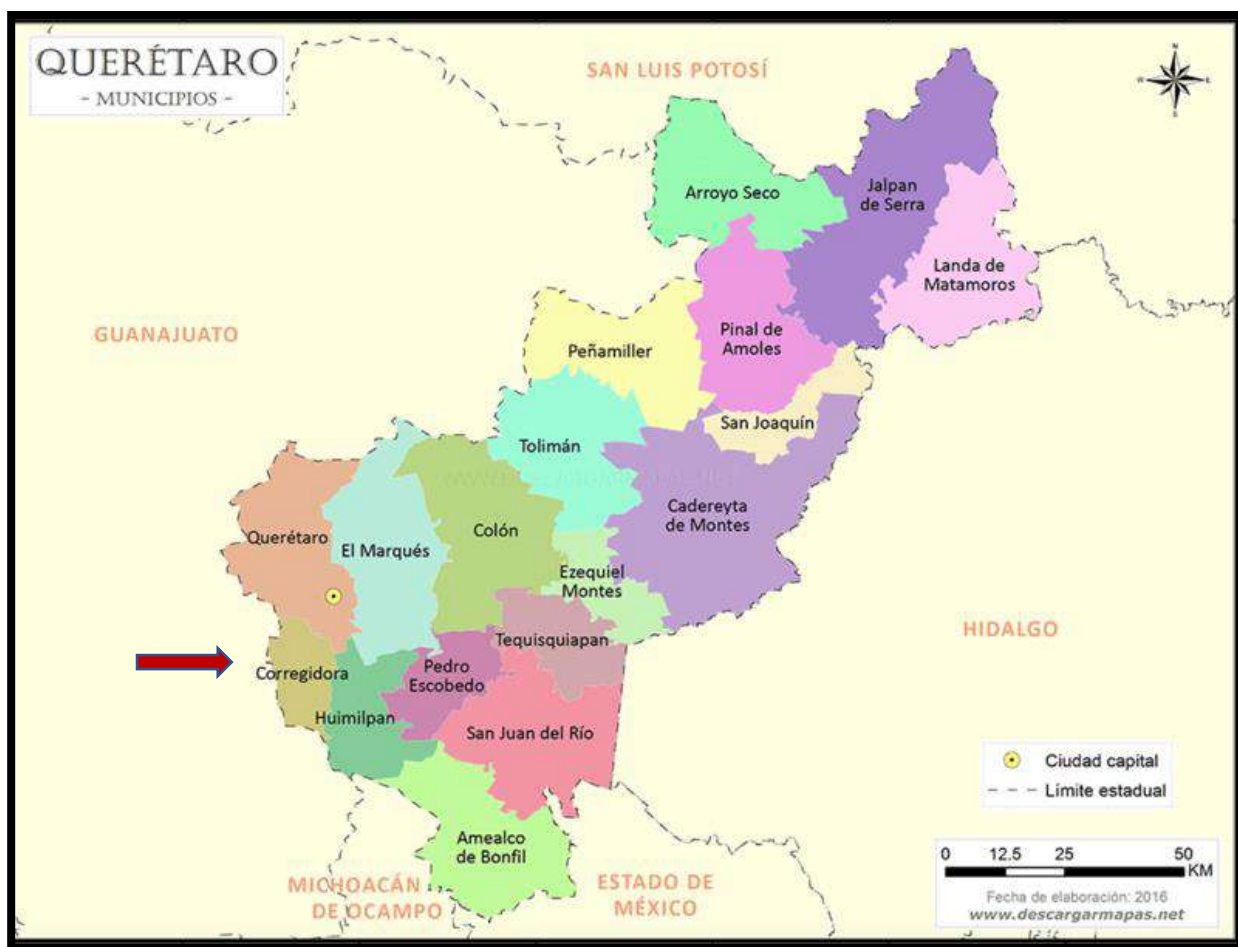 QUERÉTARO
- MUNICIPIOS -
SAN LUIS POTOSÍ
N
W
E
S
Arroyo Seco
Jalpan
de Serra
Landa de
Matamoros
GUANAJUATO
Pinal de
Amoles
Peñamiller
San Joaquín
Tolimán
Cadereyta
de Montes
Querétaro
El Marqués
Colón
Ezequiel
Montes
HIDALGO
Tequisquiapan
Corregidora
Pedro
Escobedo
Huimilpan
San Juan del Río
Ciudad capital
Límite estadual
Amealco
de Bonfil
MICHOACÁN
DE OCAMPO
ESTADO DE
MÉXICO
0 12.5 25 50
KM
Fecha de elaboración: 2016
www.descargarmapas.net